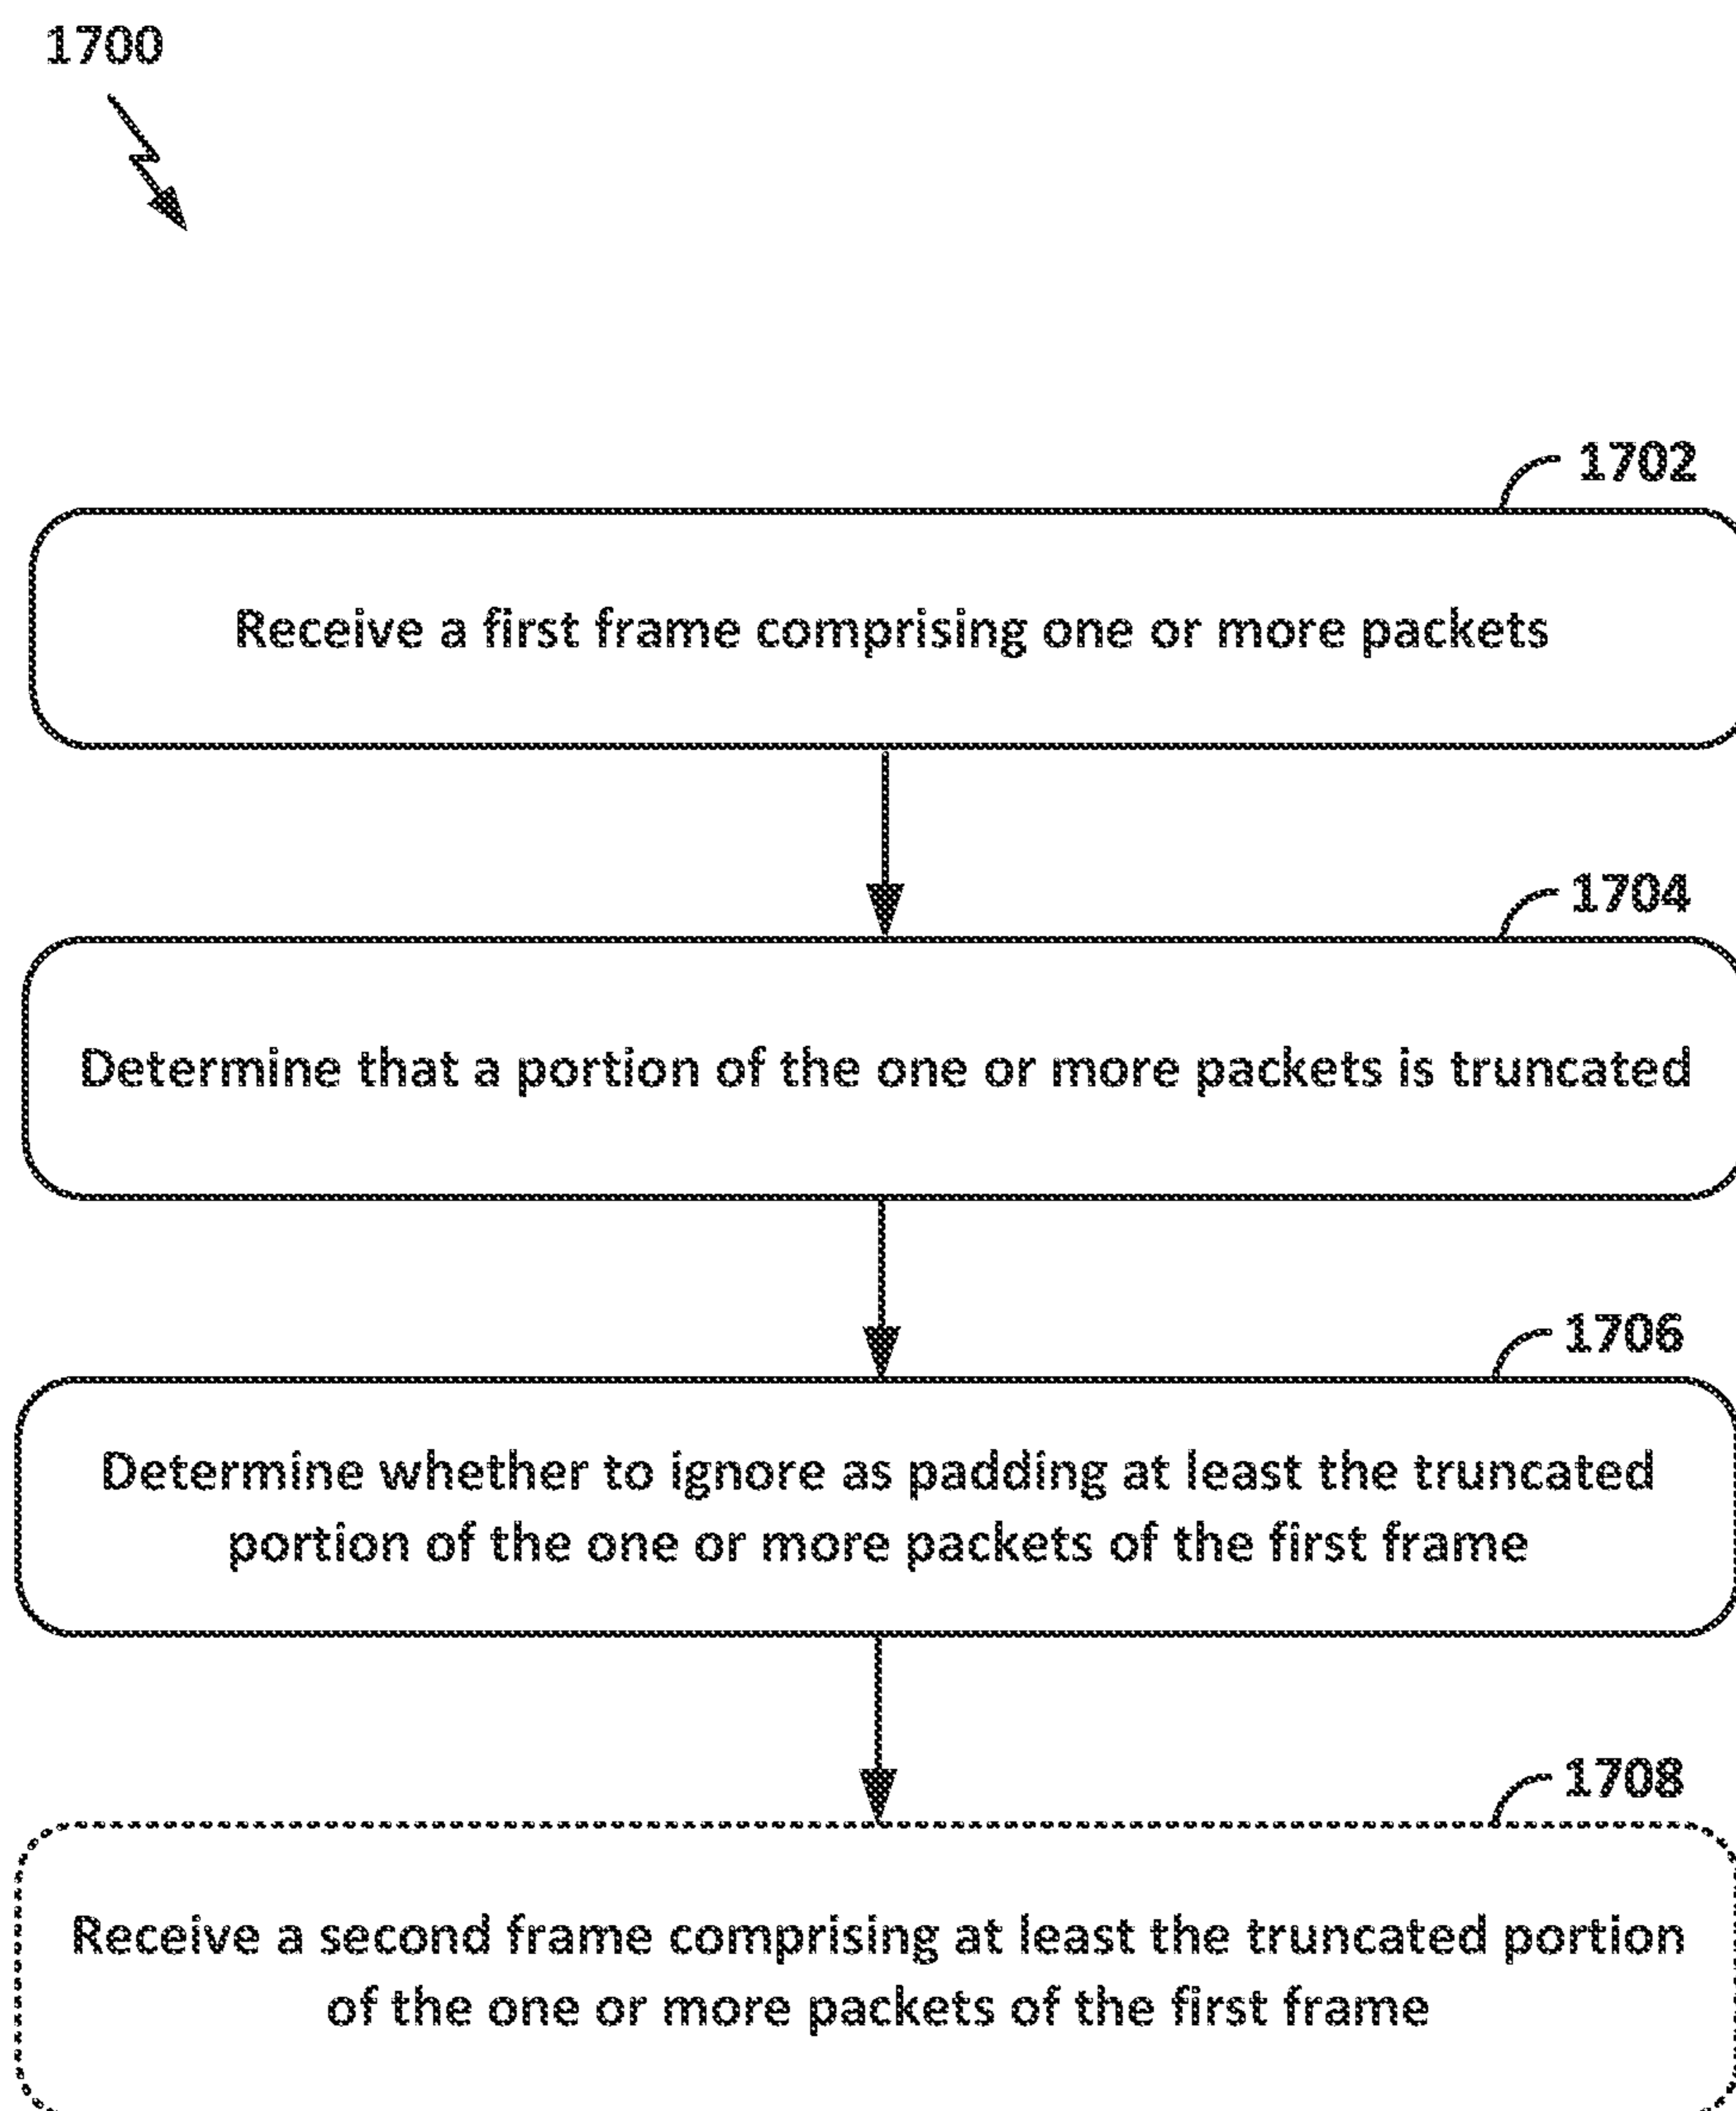 1700
1702
Receive a first frame comprising one or more packets
1704
Determine that a portion of the one or more packets is truncated
1706
Determine whether to ignore as padding at least the truncated
portion of the one or more packets of the first frame
1708
Receive a second frame comprising at least the truncated portion
of the one or more packets of the first frame